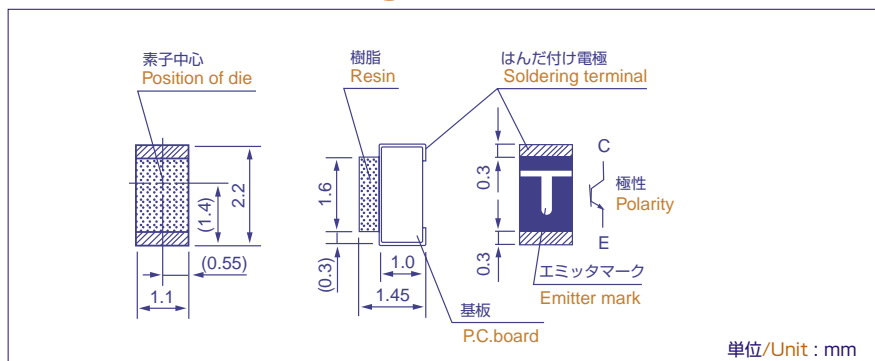 素子中心
Position of die
樹脂
Resin
はんだ付け電極
Soldering terminal
2.2
(1.4)
(0.55)
1.1
1.6
(0.3)
1.0
1.45
基板
P.C.board
0.3
0.3
C
極性
Polarity
E
エミッタマーク
Emitter mark
単位/Unit : mm